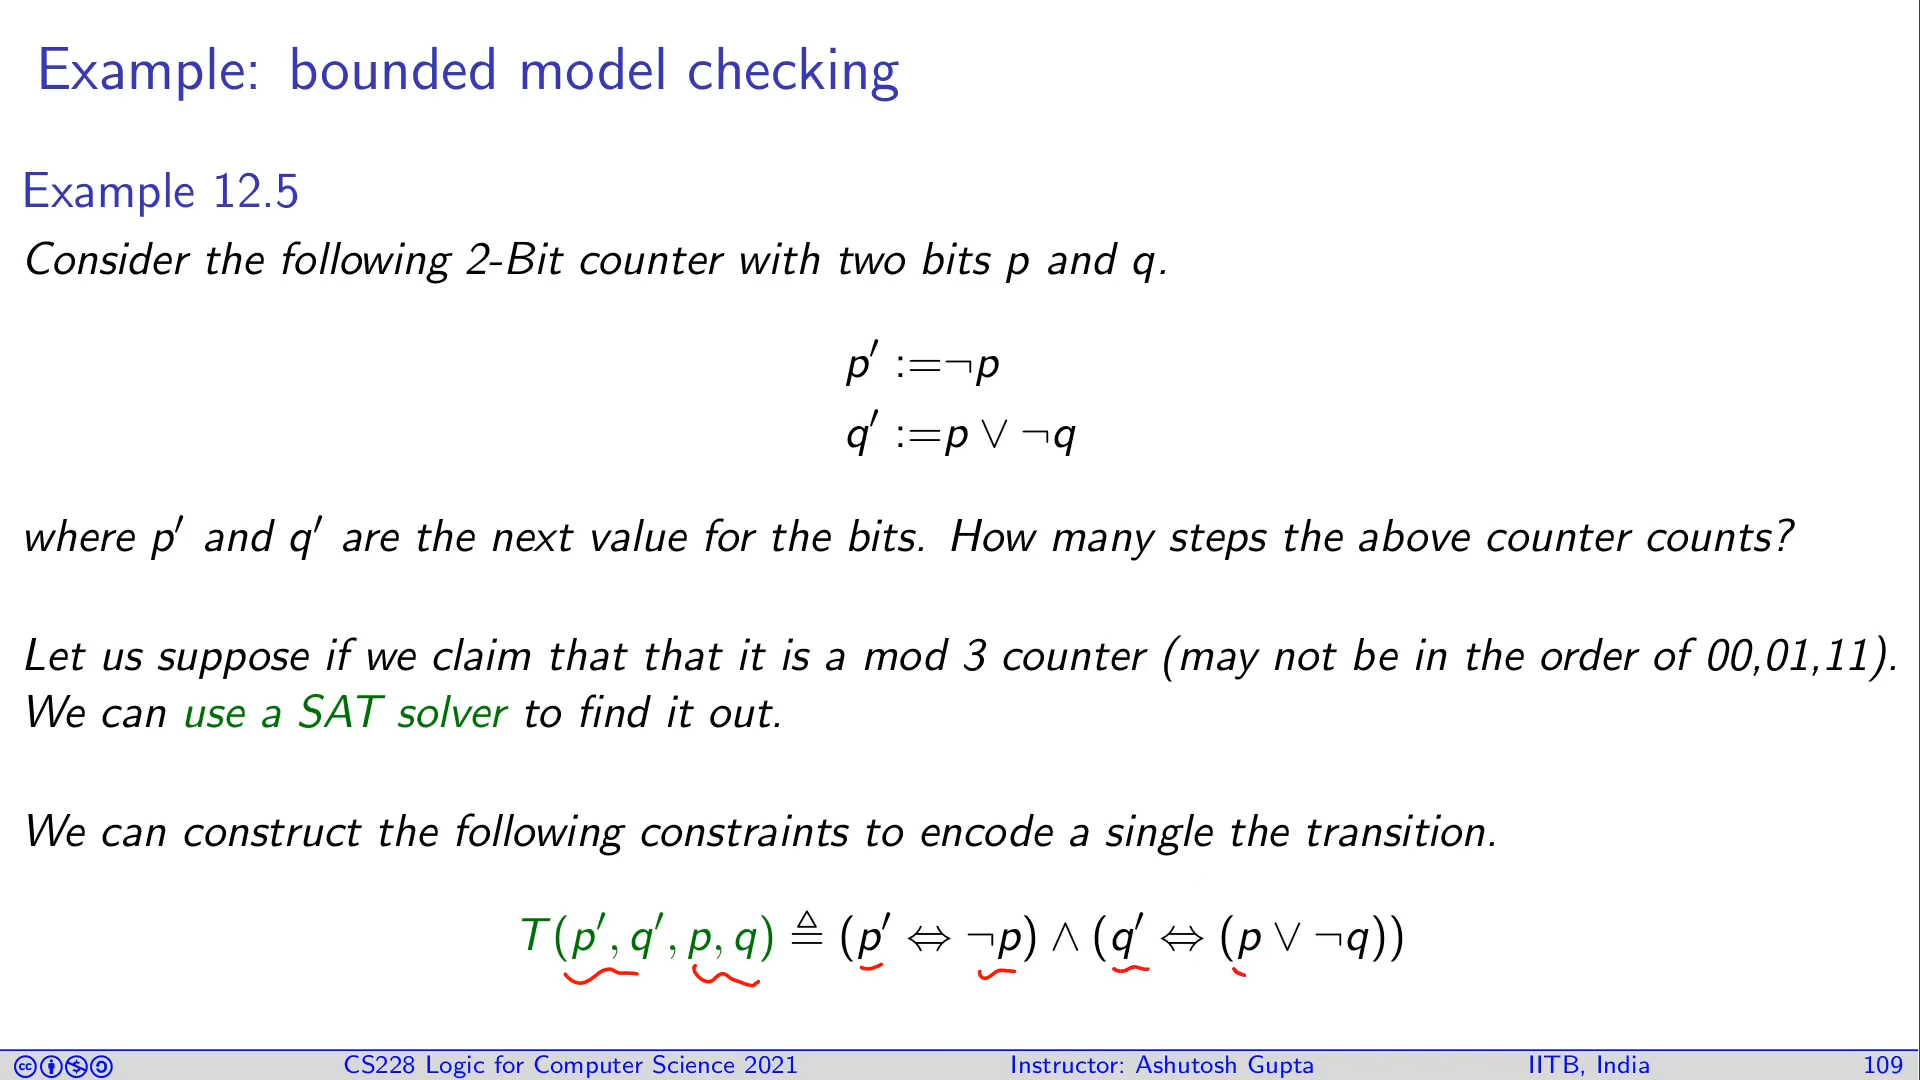 Example: bounded model checking
Example 12.5
Consider the following 2-Bit counter with two bits p and q.
p′ :=¬p
q′ :=p ∨ ¬q
where p′ and q′ are the next value for the bits. How many steps the above counter counts?
Let us suppose if we claim that that it is a mod 3 counter (may not be in the order of 00,01,11).
We can use a SAT solver to find it out.
We can construct the following constraints to encode a single the transition.
T(p′, q′, p, q) ≜ (p′ ⇔ ¬p) ∧ (q′ ⇔ (p ∨ ¬q))
CS228 Logic for Computer Science 2021 Instructor: Ashutosh Gupta IITB, India 109